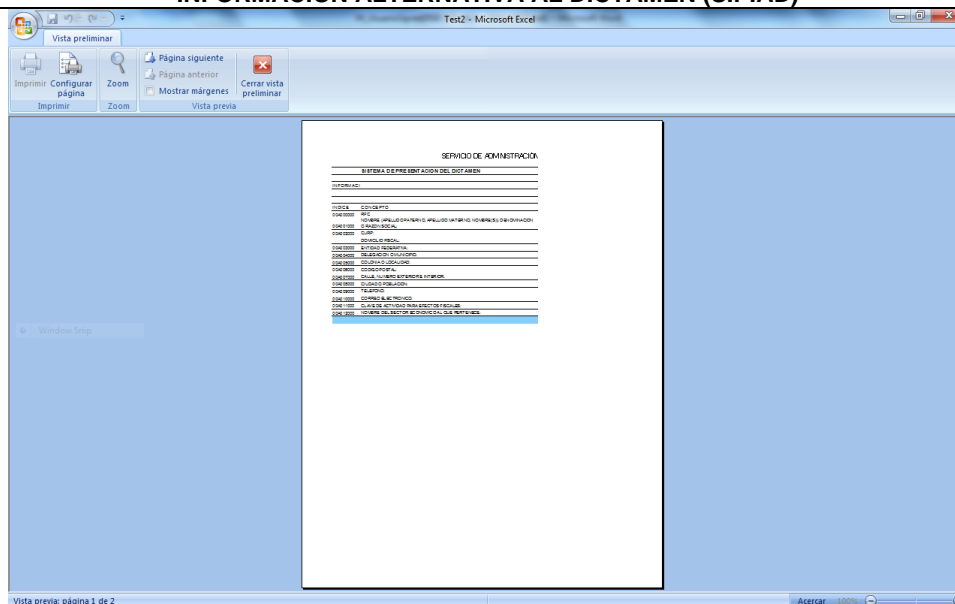 INFORMACIÓN ALTERNATIVA AL DICTAMEN (SIPIAD)
Test2 - Microsoft Excel
Vista preliminar
Imprimir
Configurar página
Zoom
Página siguiente
Página anterior
Mostrar márgenes
Cerrar vista preliminar
Imprimir
Zoom
Vista previa
SERVICIO DE ADMINISTRACIÓN
SISTEMA DE PRESENTACION DEL DICTAMEN
INFORMACI
INDICE CONCEPTO
RFC
NOMBRE (APELLIDO PATERNO, APELLIDO MATERNO, NOMBRE(S)), DENOMINACION
O RAZON SOCIAL:
CURP:
DOMICILIO FISCAL:
ENTIDAD FEDERATIVA:
DELEGACION O MUNICIPIO:
COLONIA O LOCALIDAD:
CODIGO POSTAL:
CALLE, NUMERO EXTERIOR E INTERIOR:
CIUDAD O POBLACION:
TELEFONO:
CORREO ELECTRONICO:
CLAVE DE ACTIVIDAD PARA EFECTOS FISCALES:
NOMBRE DEL SECTOR ECONOMICO AL QUE PERTENECE:
Window Snip
Vista previa: página 1 de 2
Acercar 100%